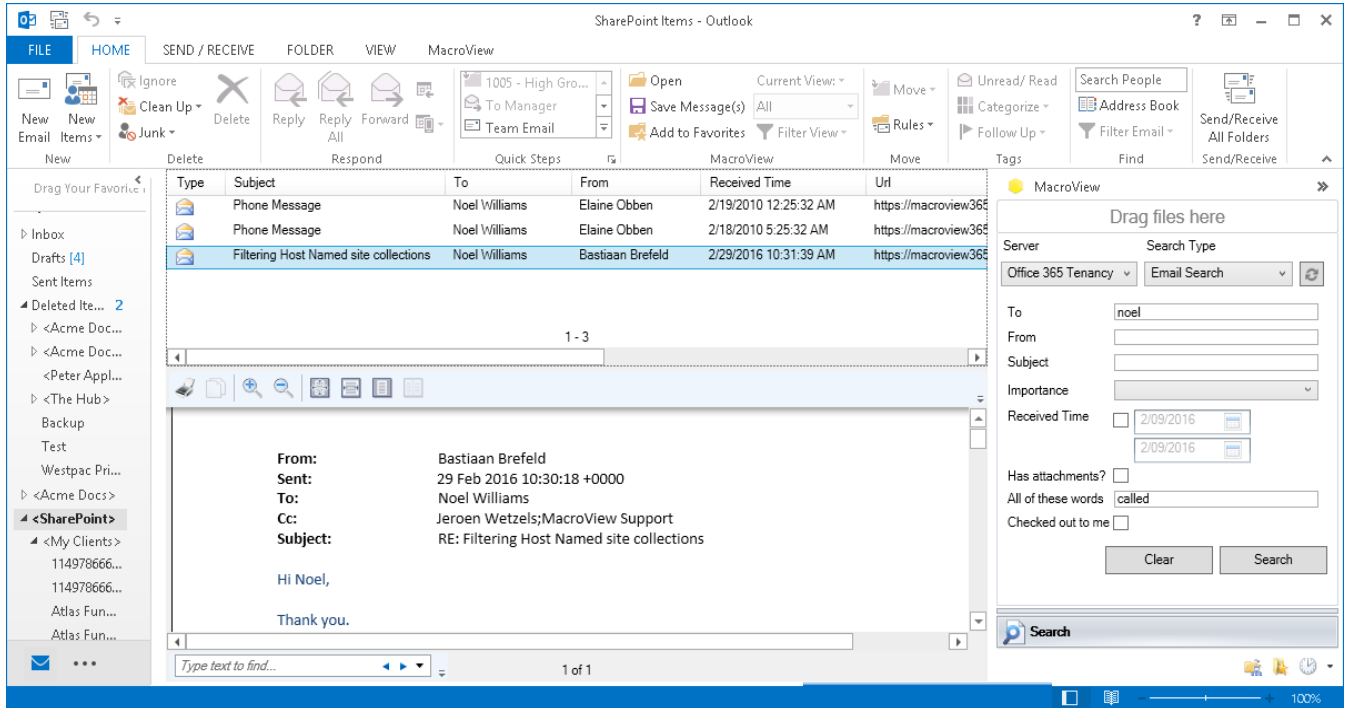 SharePoint Items - Outlook
?
FILE HOME SEND / RECEIVE FOLDER VIEW MacroView
New Email
New Items
Ignore
Clean Up
Junk
Delete
Reply
Reply All
Forward
1005 - High Gro...
To Manager
Team Email
Open
Save Message(s)
Add to Favorites
Current View:
All
Filter View
Move
Rules
Unread/ Read
Categorize
Follow Up
Search People
Address Book
Filter Email
Send/Receive All Folders
New Delete Respond Quick Steps MacroView Move Tags Find Send/Receive
Drag Your Favorite
Inbox
Drafts [4]
Sent Items
Deleted Ite... 2
<Acme Doc...
<Acme Doc...
<Peter Appl...
<The Hub>
Backup
Test
Westpac Pri...
<Acme Docs>
<SharePoint>
<My Clients>
114978666...
114978666...
Atlas Fun...
Atlas Fun...
Type Subject To From Received Time Url
Phone Message Noel Williams Elaine Obben 2/19/2010 12:25:32 AM https://macroview365
Phone Message Noel Williams Elaine Obben 2/18/2010 5:25:32 AM https://macroview365
Filtering Host Named site collections Noel Williams Bastiaan Brefeld 2/29/2016 10:31:39 AM https://macroview365
1 - 3
From: Bastiaan Brefeld
Sent: 29 Feb 2016 10:30:18 +0000
To: Noel Williams
Cc: Jeroen Wetzels;MacroView Support
Subject: RE: Filtering Host Named site collections
Hi Noel,
Thank you.
Type text to find...
1 of 1
MacroView
Drag files here
Server Search Type
Office 365 Tenancy Email Search
To noel
From
Subject
Importance
Received Time 2/09/2016
2/09/2016
Has attachments?
All of these words called
Checked out to me
Clear Search
Search
100%